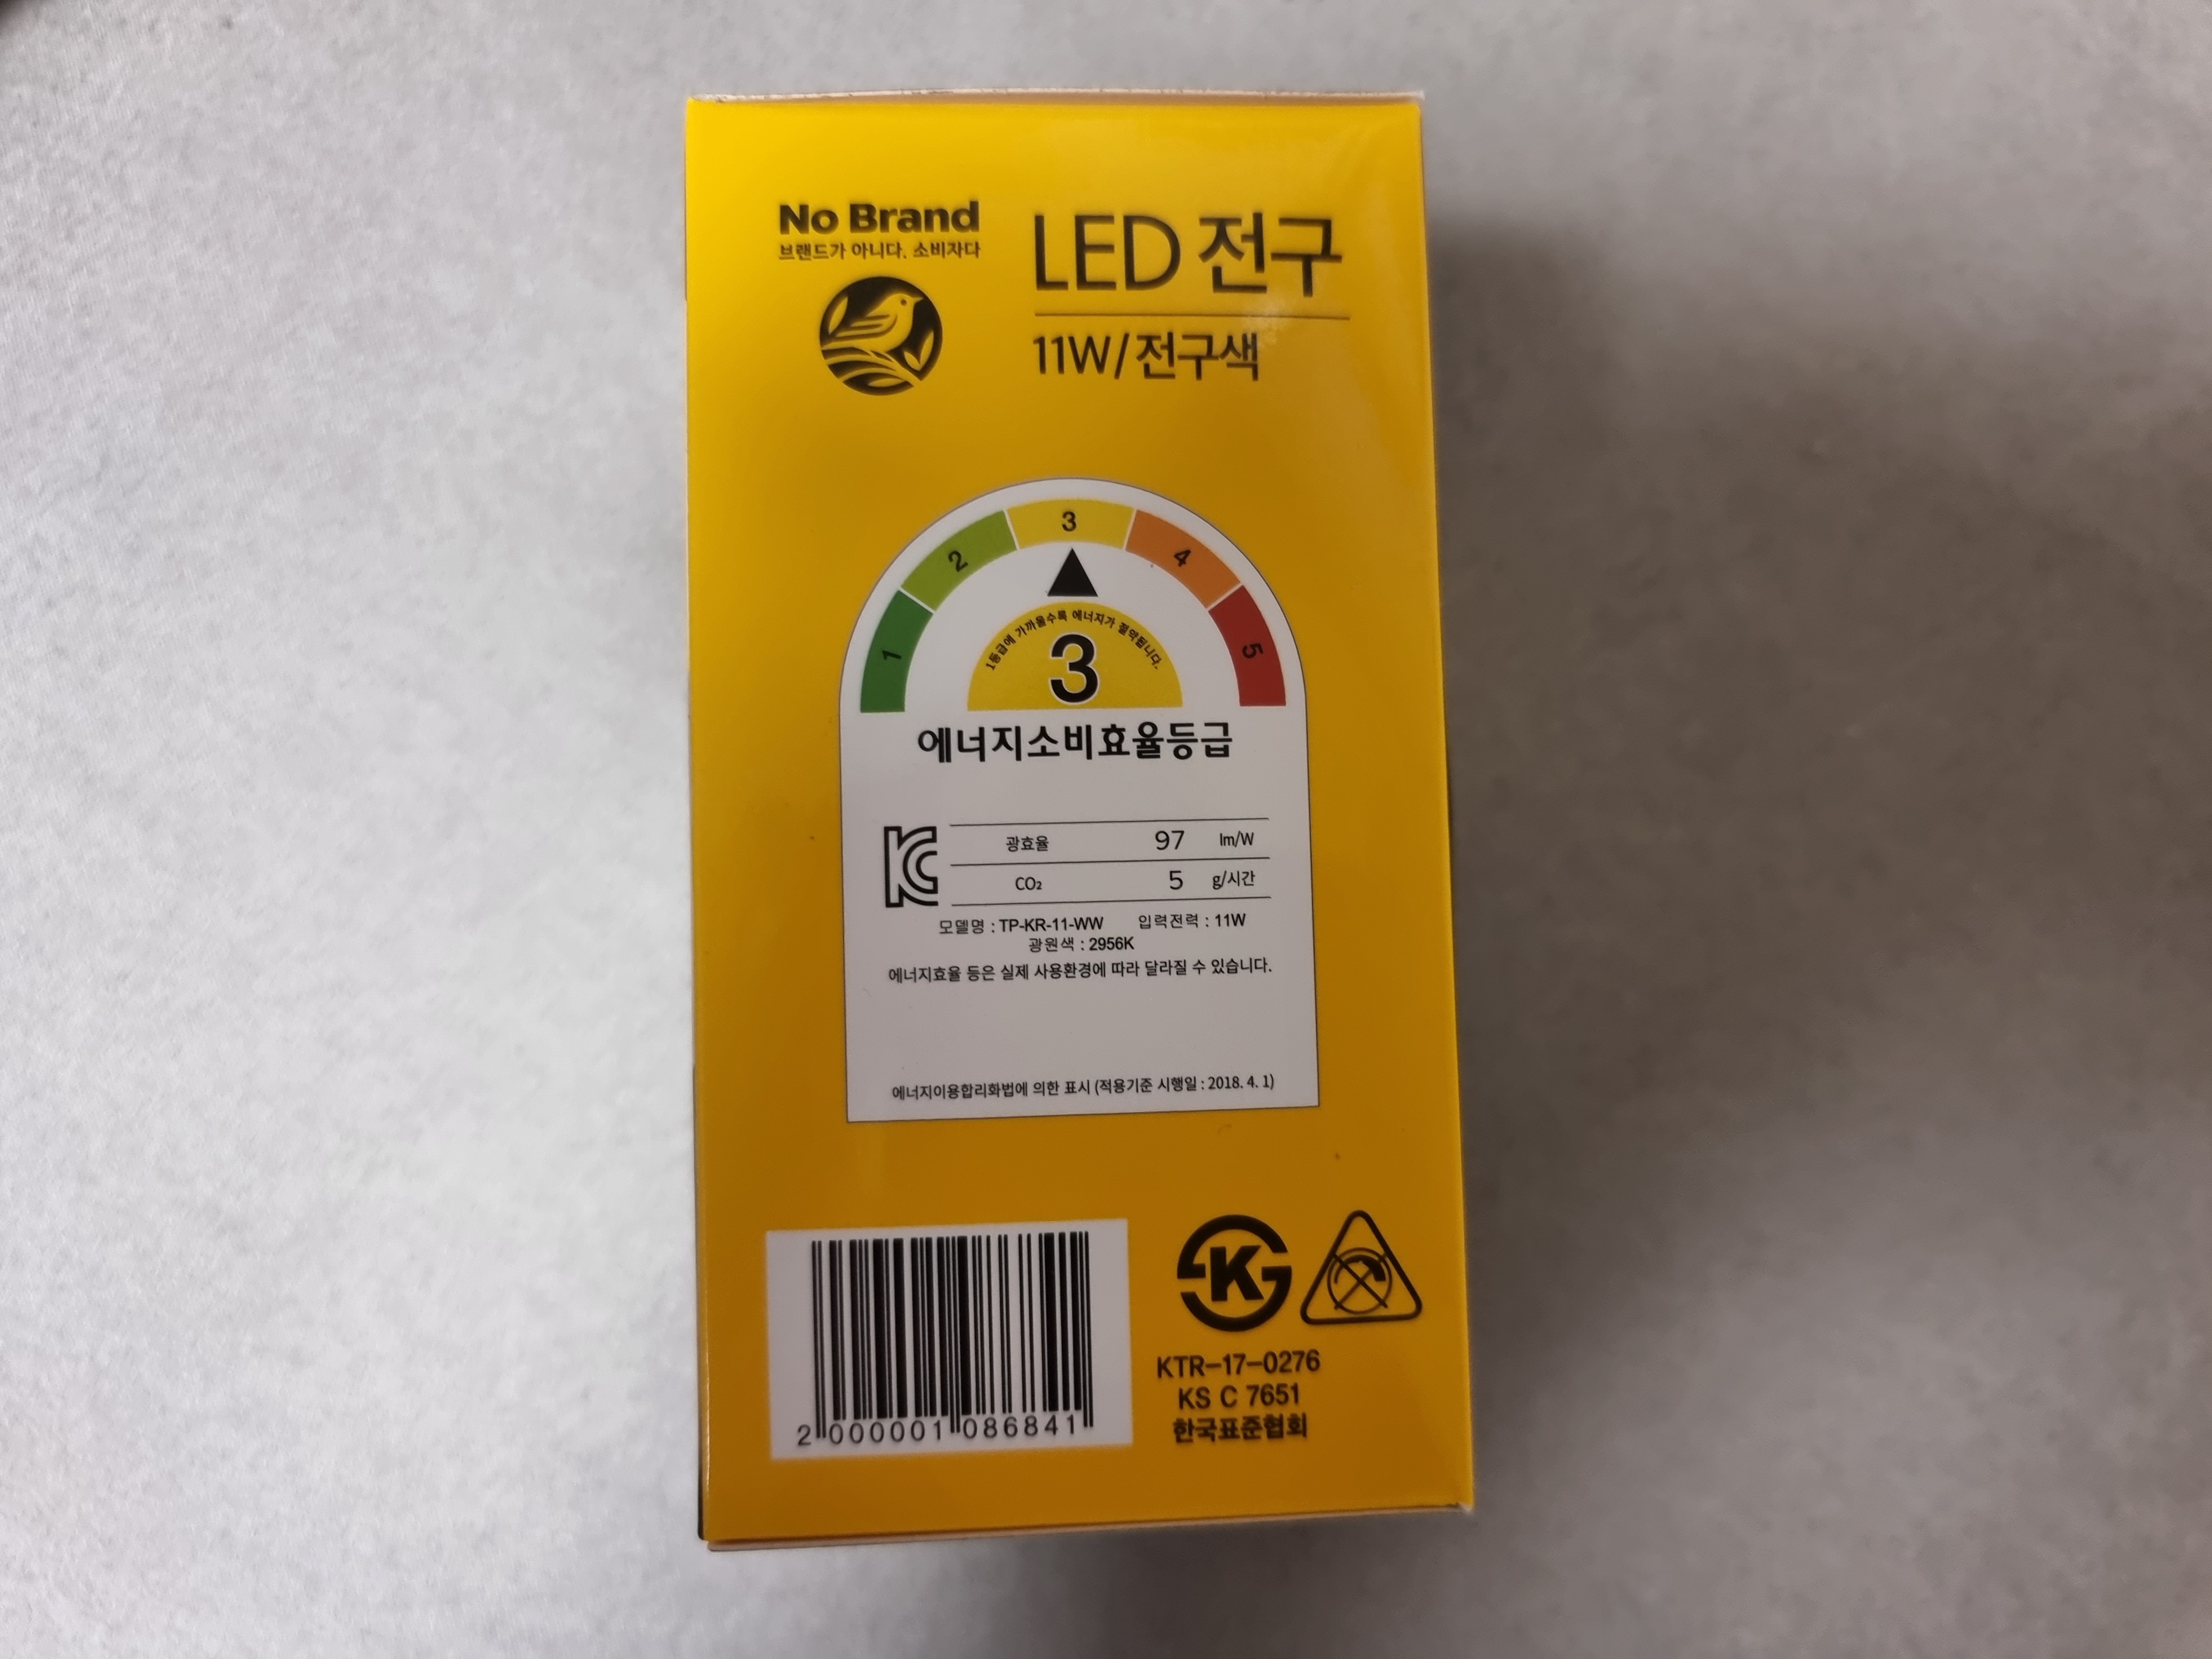 No Brand
브랜드가 아니다. 소비자다
LED 전구
11W/전구색
1 2 3 4 5
1등급에 가까울수록 에너지가 절약됩니다.
3
에너지소비효율등급
광효율 97 lm/W
CO₂ 5 g/시간
모델명 : TP-KR-11-WW 입력전력 : 11W
광원색 : 2956K
에너지효율 등은 실제 사용환경에 따라 달라질 수 있습니다.
에너지이용합리화법에 의한 표시 (적용기준 시행일 : 2018. 4. 1)
2 000001 086841
KTR-17-0276
KS C 7651
한국표준협회